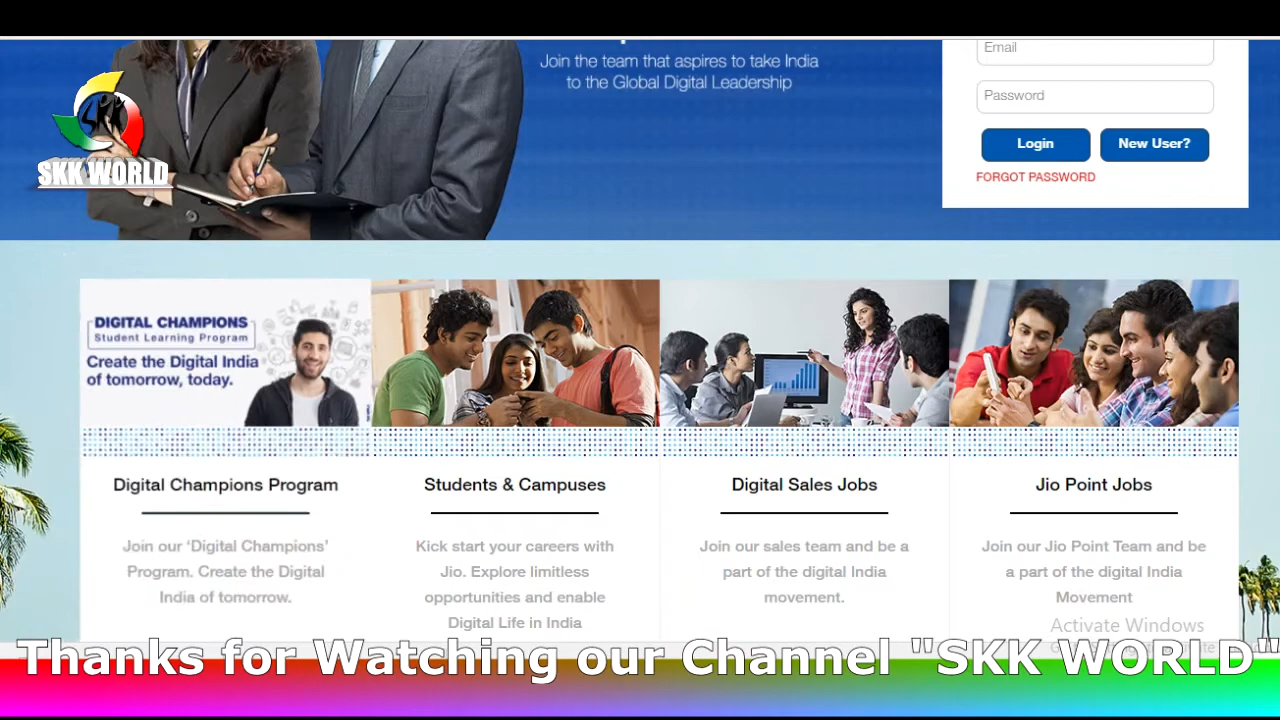 Join the team that aspires to take India
to the Global Digital Leadership
Email
Password
Login
New User?
FORGOT PASSWORD
SKK
SKK WORLD
DIGITAL CHAMPIONS
Student Learning Program
Create the Digital India
of tomorrow, today.
Digital Champions Program
Join our ‘Digital Champions’
Program. Create the Digital
India of tomorrow.
Students & Campuses
Kick start your careers with
Jio. Explore limitless
opportunities and enable
Digital Life in India
Digital Sales Jobs
Join our sales team and be a
part of the digital India
movement.
Jio Point Jobs
Join our Jio Point Team and be
a part of the digital India
Movement
Activate Windows
Thanks for Watching our Channel "SKK WORLD"